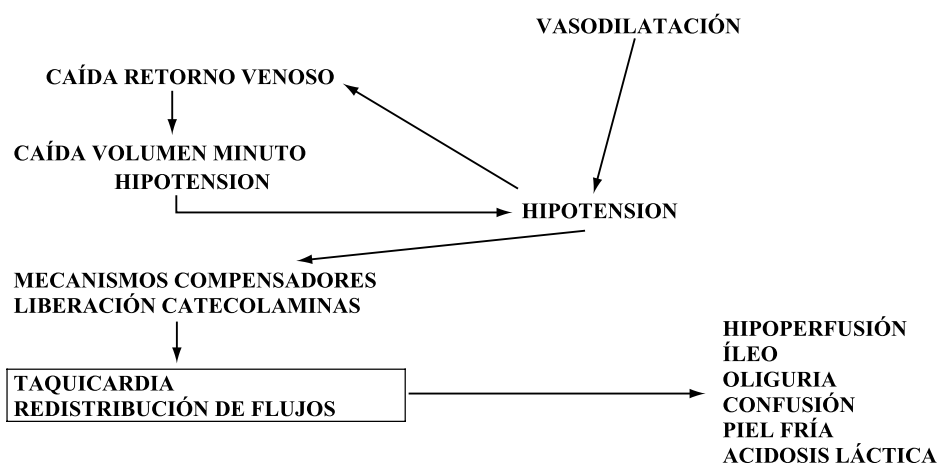 VASODILATACIÓN
CAÍDA RETORNO VENOSO
CAÍDA VOLUMEN MINUTO
HIPOTENSION
HIPOTENSION
MECANISMOS COMPENSADORES
LIBERACIÓN CATECOLAMINAS
TAQUICARDIA
REDISTRIBUCIÓN DE FLUJOS
HIPOPERFUSIÓN
ÍLEO
OLIGURIA
CONFUSIÓN
PIEL FRÍA
ACIDOSIS LÁCTICA